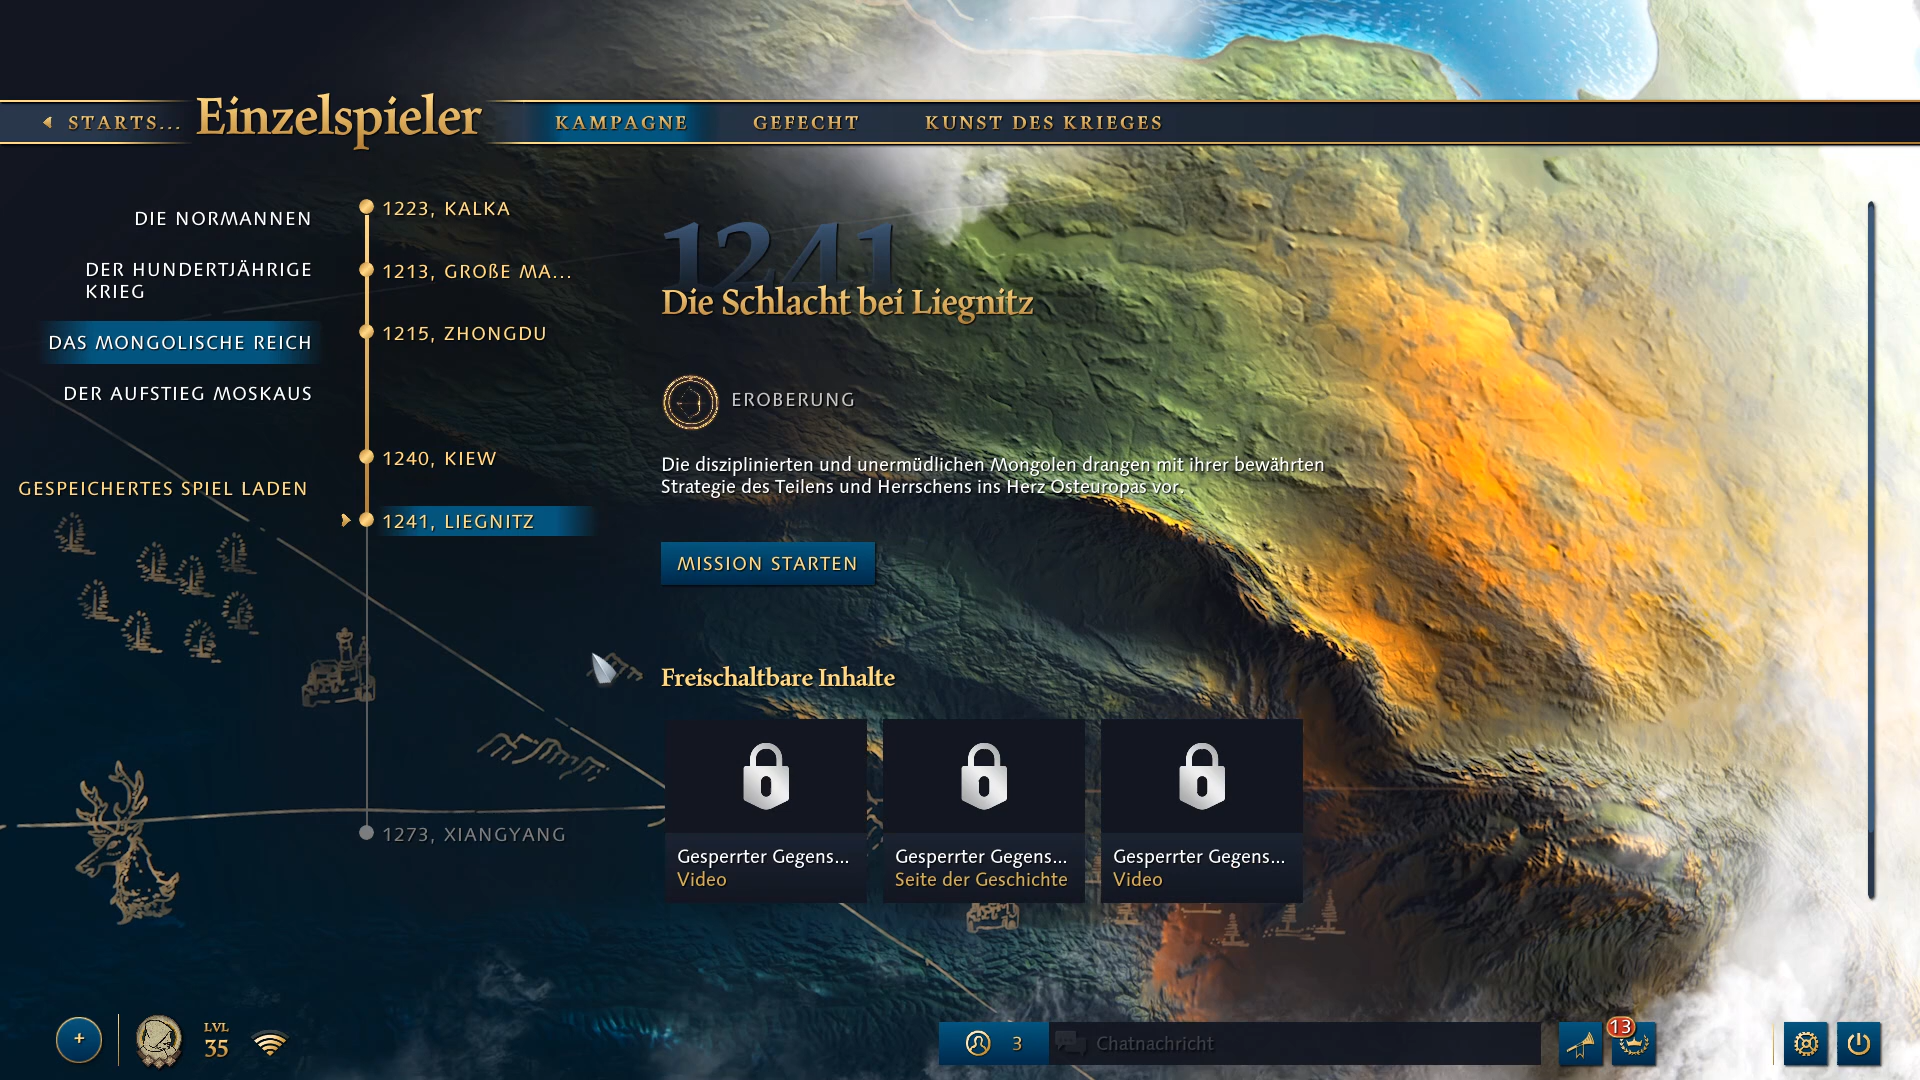 STARTS...
Einzelspieler
KAMPAGNE
GEFECHT
KUNST DES KRIEGES
DIE NORMANNEN
DER HUNDERTJÄHRIGE
KRIEG
DAS MONGOLISCHE REICH
DER AUFSTIEG MOSKAUS
GESPEICHERTES SPIEL LADEN
1223, KALKA
1213, GROßE MA...
1215, ZHONGDU
1240, KIEW
1241, LIEGNITZ
1273, XIANGYANG
1241
Die Schlacht bei Liegnitz
EROBERUNG
Die disziplinierten und unermüdlichen Mongolen drangen mit ihrer bewährten
Strategie des Teilens und Herrschens ins Herz Osteuropas vor.
MISSION STARTEN
Freischaltbare Inhalte
Gesperrter Gegens...
Video
Gesperrter Gegens...
Seite der Geschichte
Gesperrter Gegens...
Video
+
LVL
35
3
Chatnachricht
13